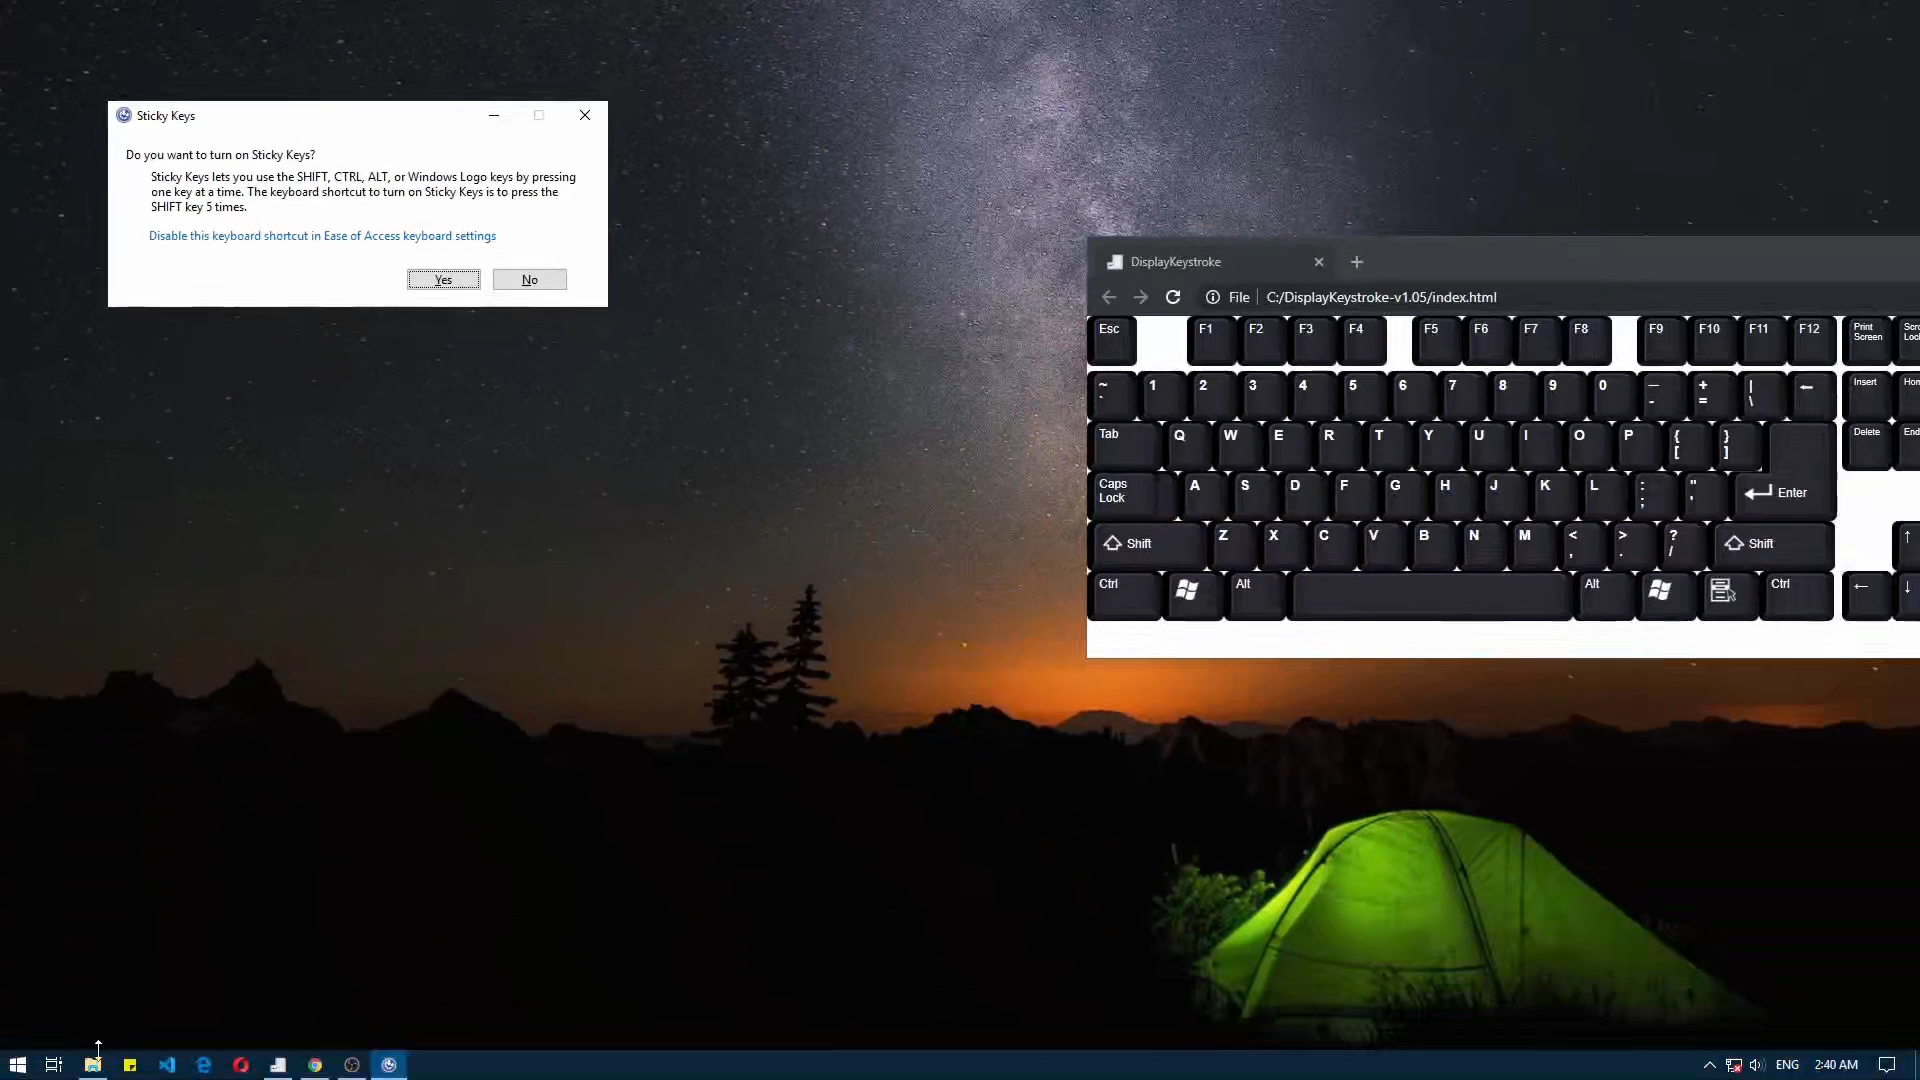 Sticky Keys
Do you want to turn on Sticky Keys?
Sticky Keys lets you use the SHIFT, CTRL, ALT, or Windows Logo keys by pressing
one key at a time. The keyboard shortcut to turn on Sticky Keys is to press the
SHIFT key 5 times.
Disable this keyboard shortcut in Ease of Access keyboard settings
Yes No
DisplayKeystroke
File C:/DisplayKeystroke-v1.05/index.html
Esc F1 F2 F3 F4 F5 F6 F7 F8 F9 F10 F11 F12 Print Screen Scro Lock
~ ` 1 2 3 4 5 6 7 8 9 0 — - + = | \ ← Insert Hom
Tab Q W E R T Y U I O P { [ } ] Delete End
Caps Lock A S D F G H J K L : ; " ' Enter
Shift Z X C V B N M < , > . ? / Shift ↑
Ctrl Alt Alt Ctrl ← ↓
ENG 2:40 AM